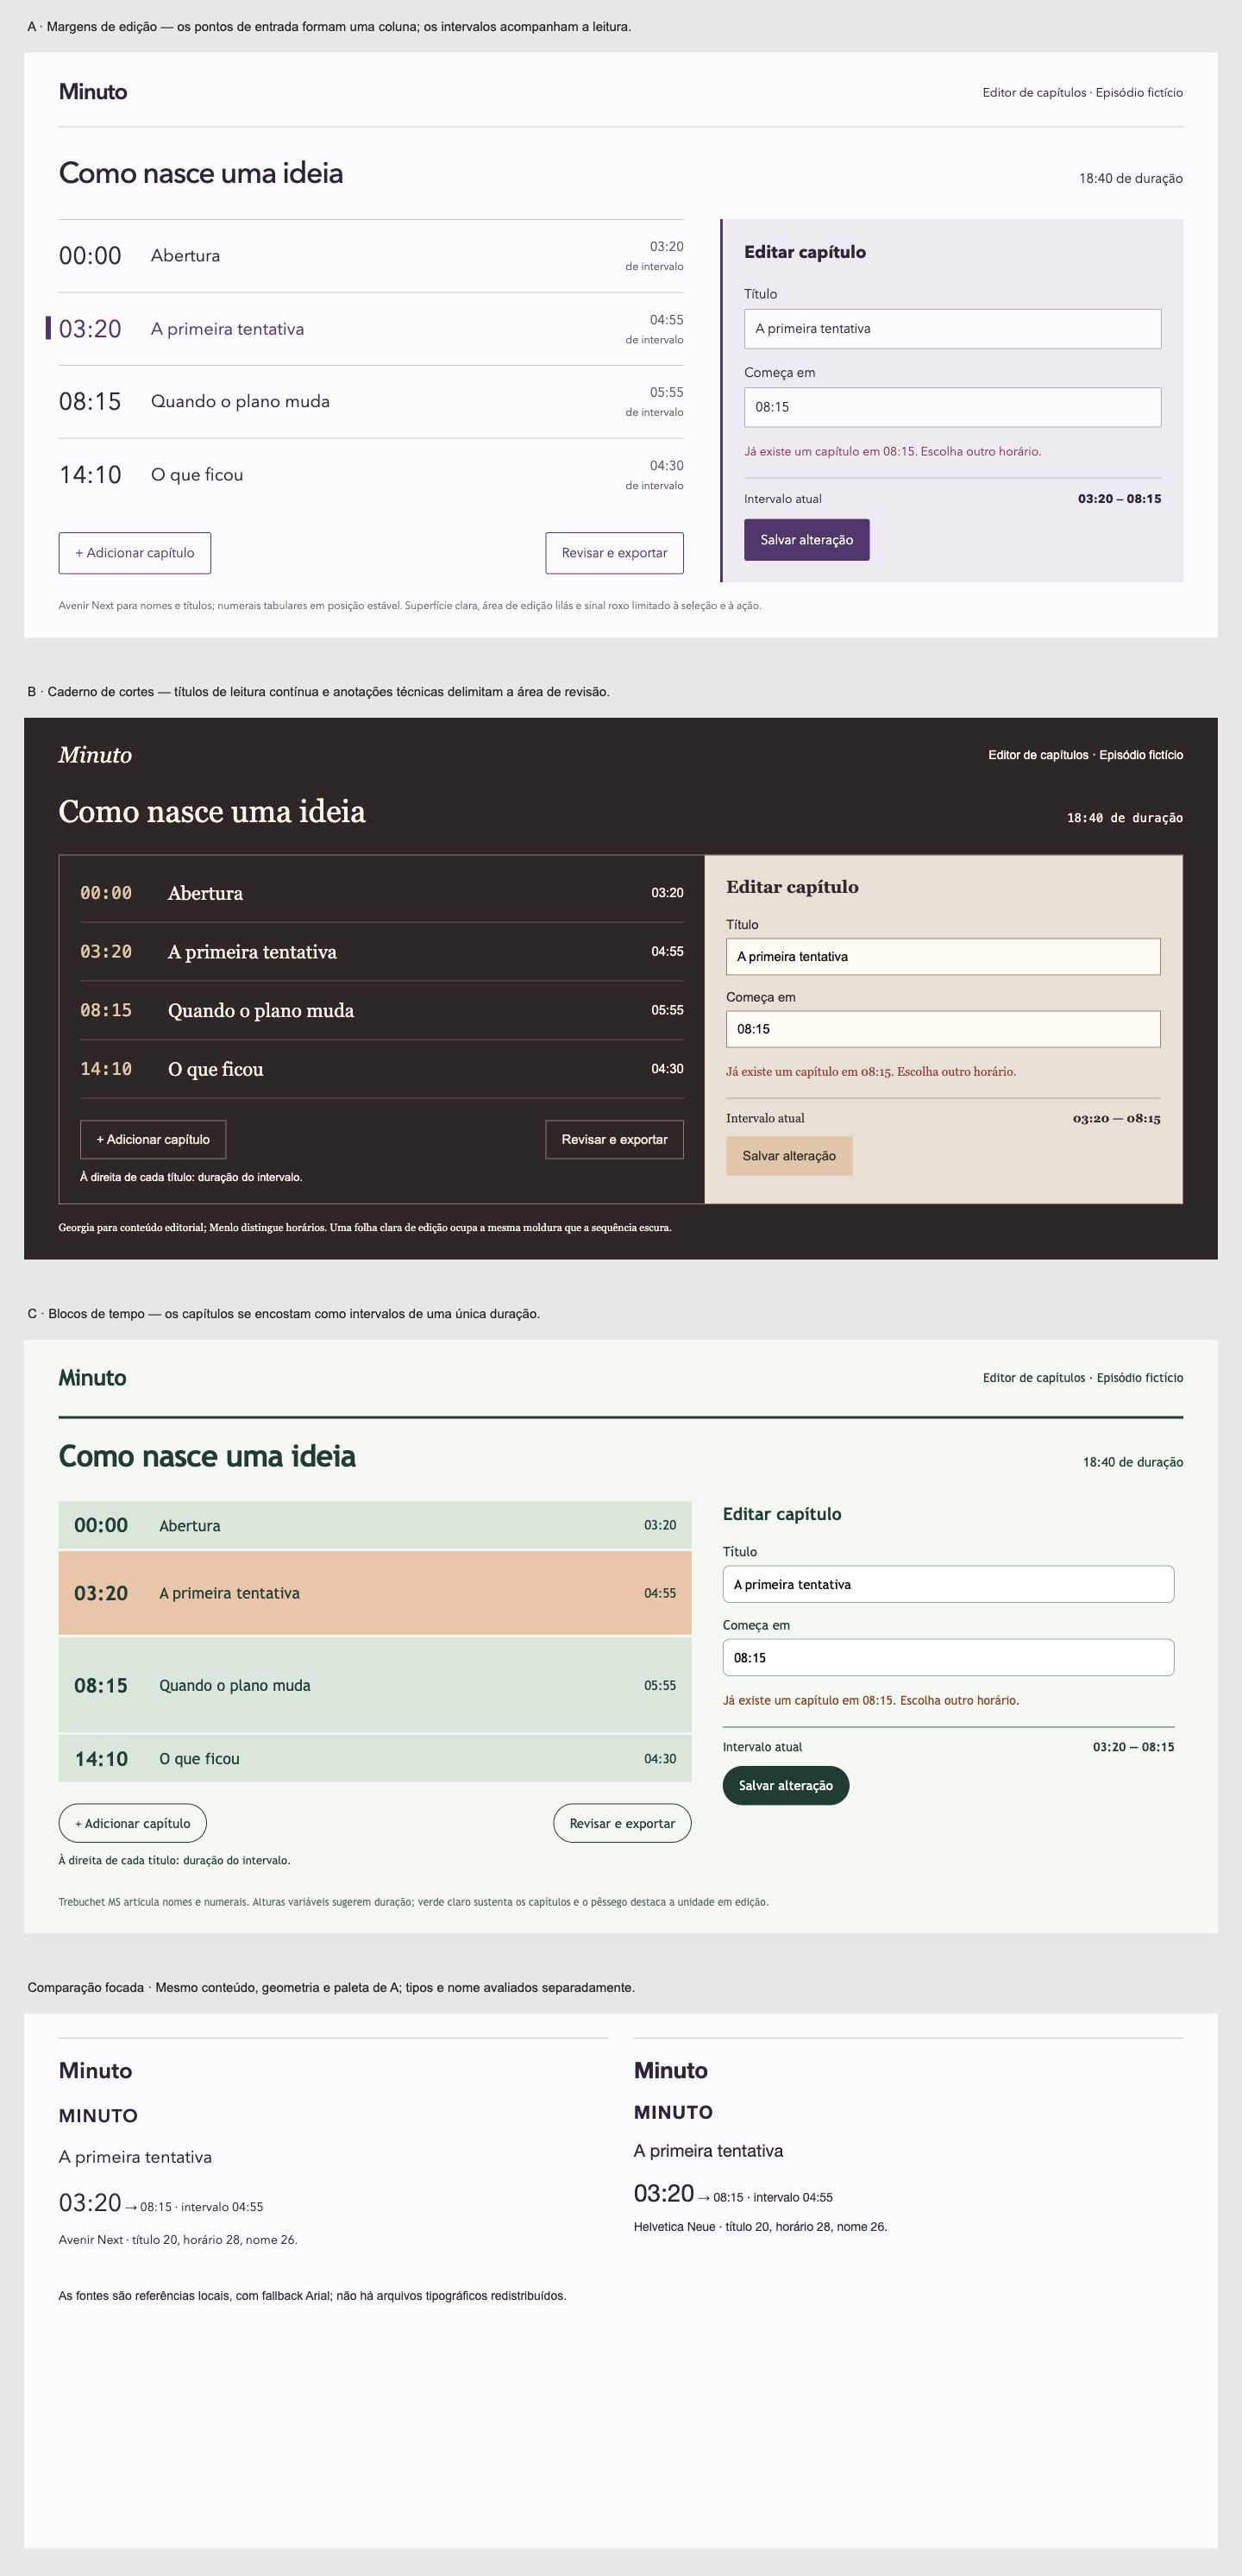 A · Margens de edição — os pontos de entrada formam uma coluna; os intervalos acompanham a leitura.
Minuto
Editor de capítulos · Episódio fictício
Como nasce uma ideia
18:40 de duração
00:00 Abertura 03:20
de intervalo
03:20 A primeira tentativa 04:55
de intervalo
08:15 Quando o plano muda 05:55
de intervalo
14:10 O que ficou 04:30
de intervalo
+ Adicionar capítulo
Revisar e exportar
Editar capítulo
Título
A primeira tentativa
Começa em
08:15
Já existe um capítulo em 08:15. Escolha outro horário.
Intervalo atual 03:20 – 08:15
Salvar alteração
Avenir Next para nomes e títulos; numerais tabulares em posição estável. Superfície clara, área de edição lilás e sinal roxo limitado à seleção e à ação.
B · Caderno de cortes — títulos de leitura contínua e anotações técnicas delimitam a área de revisão.
Minuto
Editor de capítulos · Episódio fictício
Como nasce uma ideia
18:40 de duração
00:00 Abertura 03:20
03:20 A primeira tentativa 04:55
08:15 Quando o plano muda 05:55
14:10 O que ficou 04:30
+ Adicionar capítulo
Revisar e exportar
À direita de cada título: duração do intervalo.
Editar capítulo
Título
A primeira tentativa
Começa em
08:15
Já existe um capítulo em 08:15. Escolha outro horário.
Intervalo atual 03:20 — 08:15
Salvar alteração
Georgia para conteúdo editorial; Menlo distingue horários. Uma folha clara de edição ocupa a mesma moldura que a sequência escura.
C · Blocos de tempo — os capítulos se encostam como intervalos de uma única duração.
Minuto
Editor de capítulos · Episódio fictício
Como nasce uma ideia
18:40 de duração
00:00 Abertura 03:20
03:20 A primeira tentativa 04:55
08:15 Quando o plano muda 05:55
14:10 O que ficou 04:30
+ Adicionar capítulo
Revisar e exportar
À direita de cada título: duração do intervalo.
Editar capítulo
Título
A primeira tentativa
Começa em
08:15
Já existe um capítulo em 08:15. Escolha outro horário.
Intervalo atual 03:20 — 08:15
Salvar alteração
Trebuchet MS articula nomes e numerais. Alturas variáveis sugerem duração; verde claro sustenta os capítulos e o pêssego destaca a unidade em edição.
Comparação focada · Mesmo conteúdo, geometria e paleta de A; tipos e nome avaliados separadamente.
Minuto
MINUTO
A primeira tentativa
03:20 → 08:15 · intervalo 04:55
Avenir Next · título 20, horário 28, nome 26.
Minuto
MINUTO
A primeira tentativa
03:20 → 08:15 · intervalo 04:55
Helvetica Neue · título 20, horário 28, nome 26.
As fontes são referências locais, com fallback Arial; não há arquivos tipográficos redistribuídos.